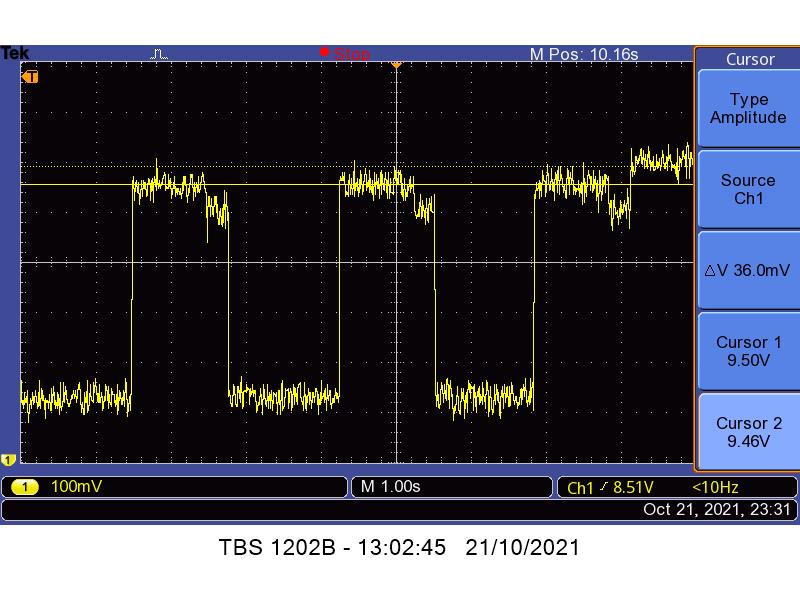 Tek Stop M Pos: 10.16s Cursor
T
Type
Amplitude
Source
Ch1
△V 36.0mV
Cursor 1
9.50V
Cursor 2
9.46V
1
1 100mV M 1.00s Ch1 8.51V <10Hz
Oct 21, 2021, 23:31
TBS 1202B - 13:02:45 21/10/2021